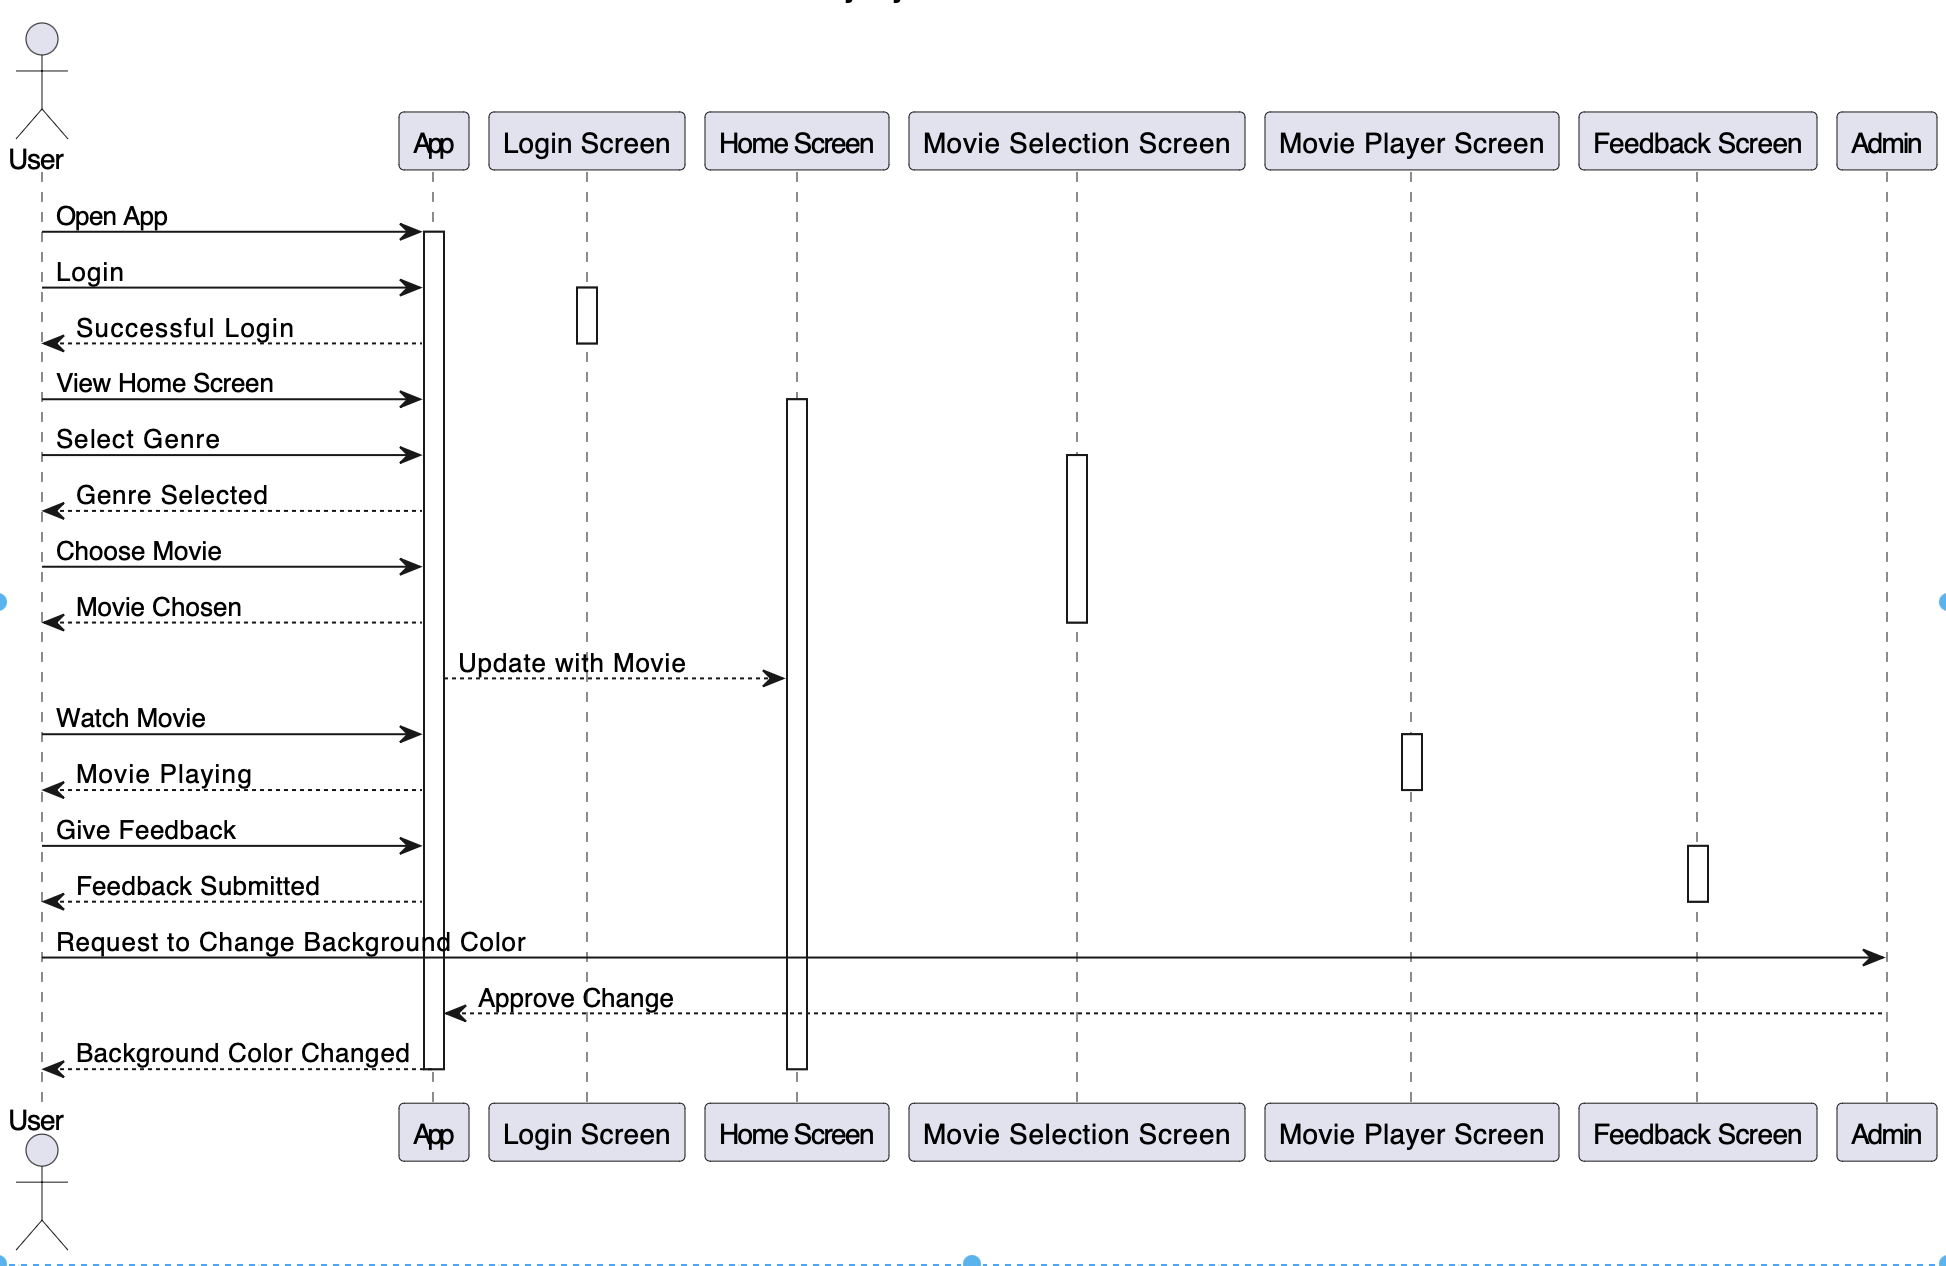 User
App
Login Screen
Home Screen
Movie Selection Screen
Movie Player Screen
Feedback Screen
Admin
Open App
Login
Successful Login
View Home Screen
Select Genre
Genre Selected
Choose Movie
Movie Chosen
Update with Movie
Watch Movie
Movie Playing
Give Feedback
Feedback Submitted
Request to Change Background Color
Approve Change
Background Color Changed
User
App
Login Screen
Home Screen
Movie Selection Screen
Movie Player Screen
Feedback Screen
Admin